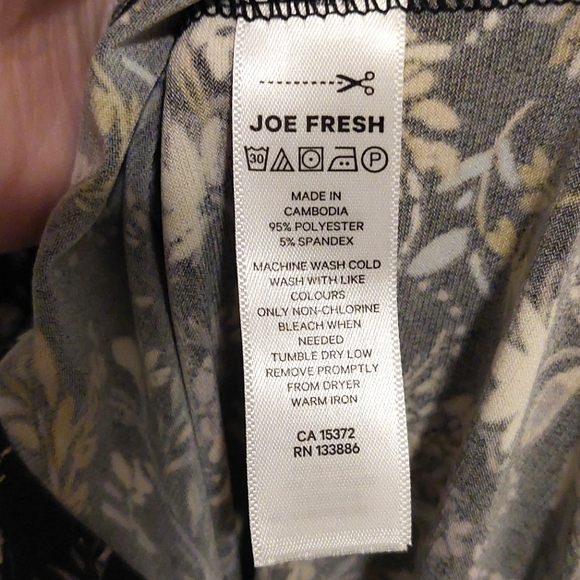 JOE FRESH
30 P
MADE IN
CAMBODIA
95% POLYESTER
5% SPANDEX
MACHINE WASH COLD
WASH WITH LIKE
COLOURS
ONLY NON-CHLORINE
BLEACH WHEN
NEEDED
TUMBLE DRY LOW
REMOVE PROMPTLY
FROM DRYER
WARM IRON
CA 15372
RN 133886